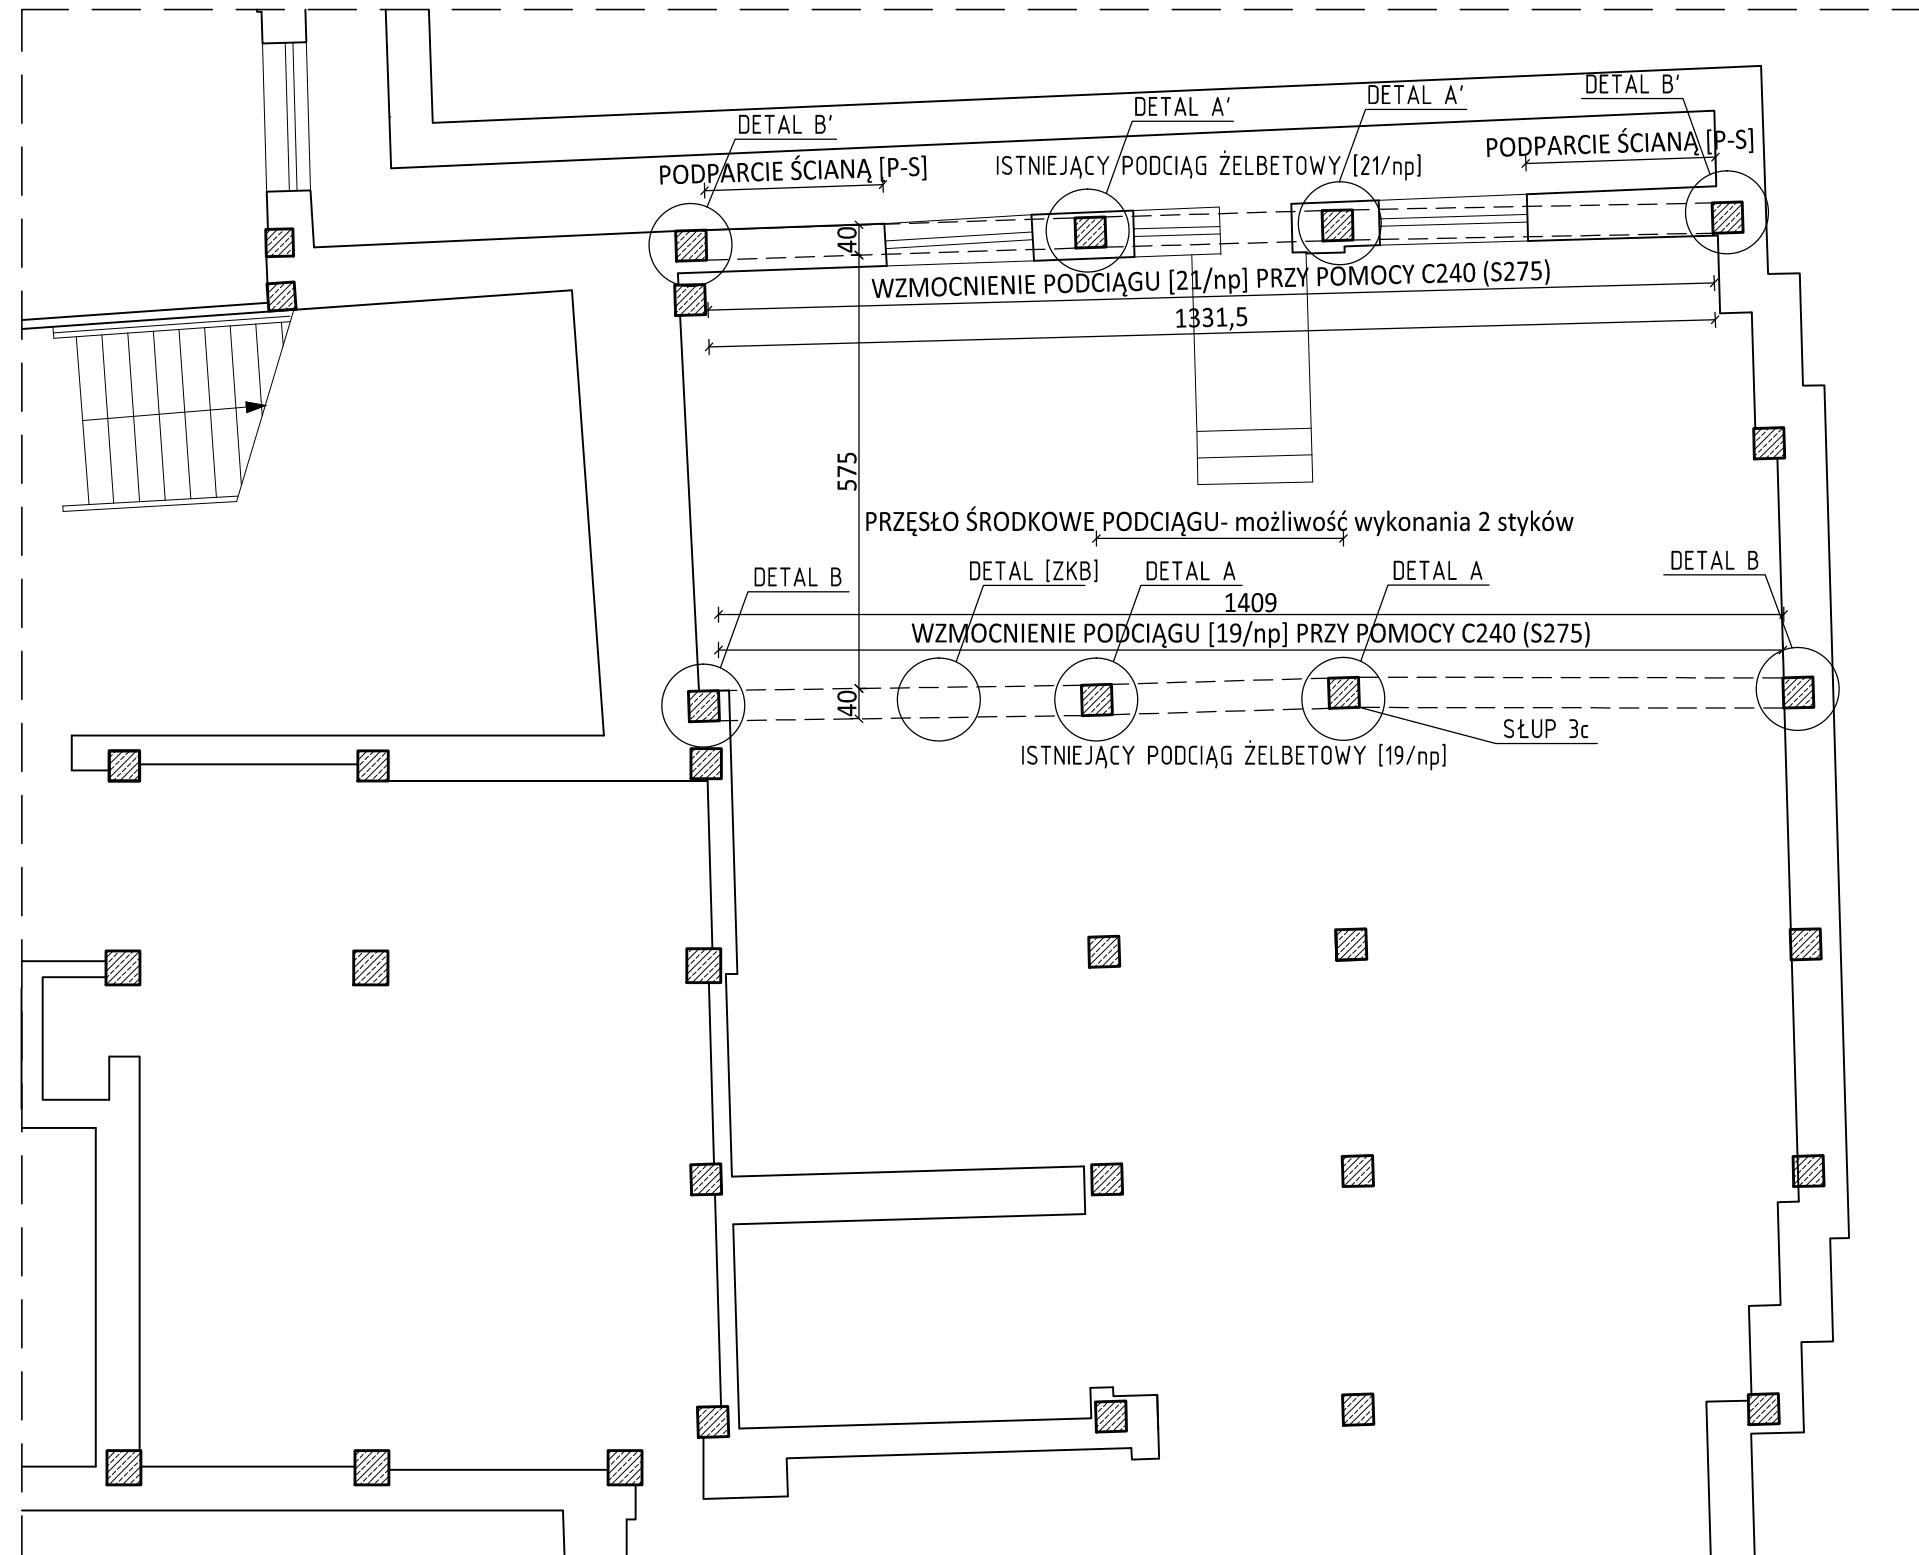 DETAL B'
DETAL A'
DETAL A'
DETAL B'
PODPARCIE ŚCIANĄ [P-S]
ISTNIEJĄCY PODCIĄG ŻELBETOWY [21/np]
PODPARCIE ŚCIANĄ [P-S]
40
WZMOCNIENIE PODCIĄGU [21/np] PRZY POMOCY C240 (S275)
1331,5
575
PRZĘSŁO ŚRODKOWE PODCIĄGU- możliwość wykonania 2 styków
DETAL B
DETAL [ZKB]
DETAL A
DETAL A
DETAL B
1409
WZMOCNIENIE PODCIĄGU [19/np] PRZY POMOCY C240 (S275)
40
SŁUP 3c
ISTNIEJĄCY PODCIĄG ŻELBETOWY [19/np]